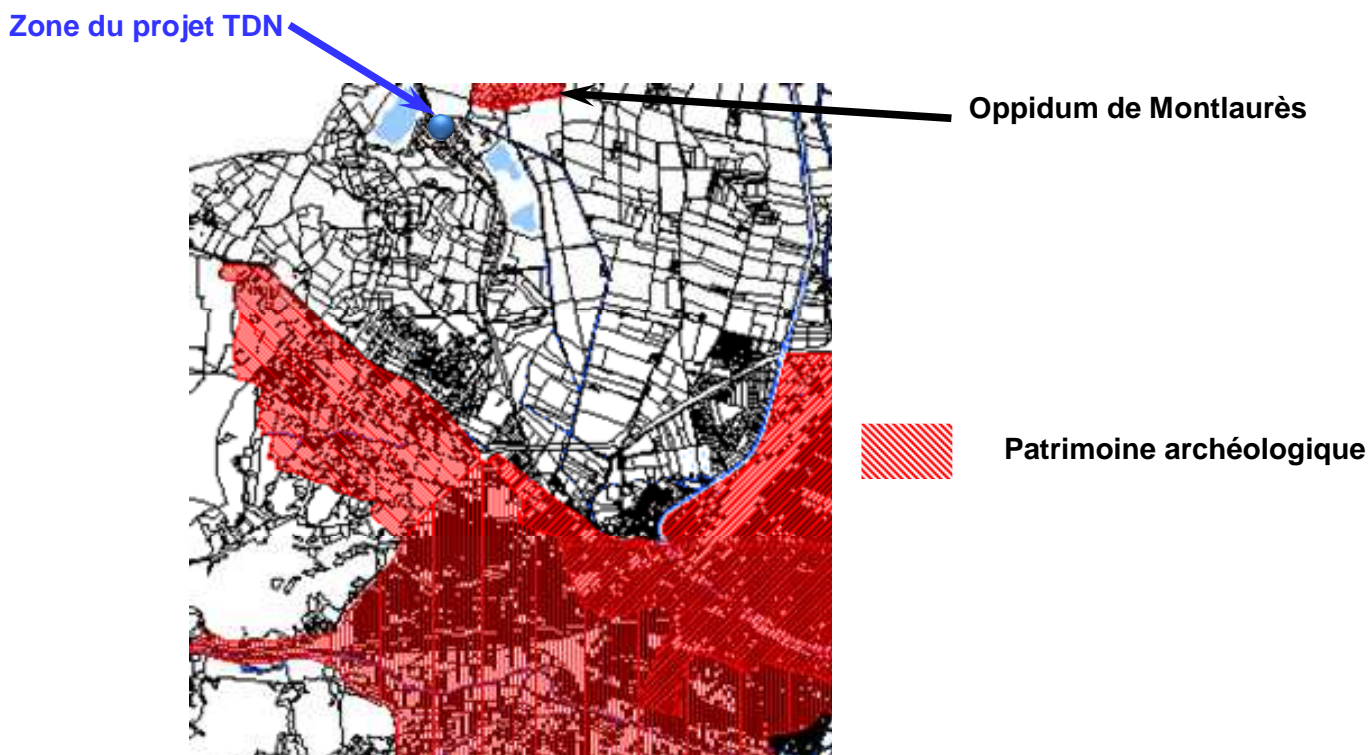 Zone du projet TDN
Oppidum de Montlaurès
Patrimoine archéologique